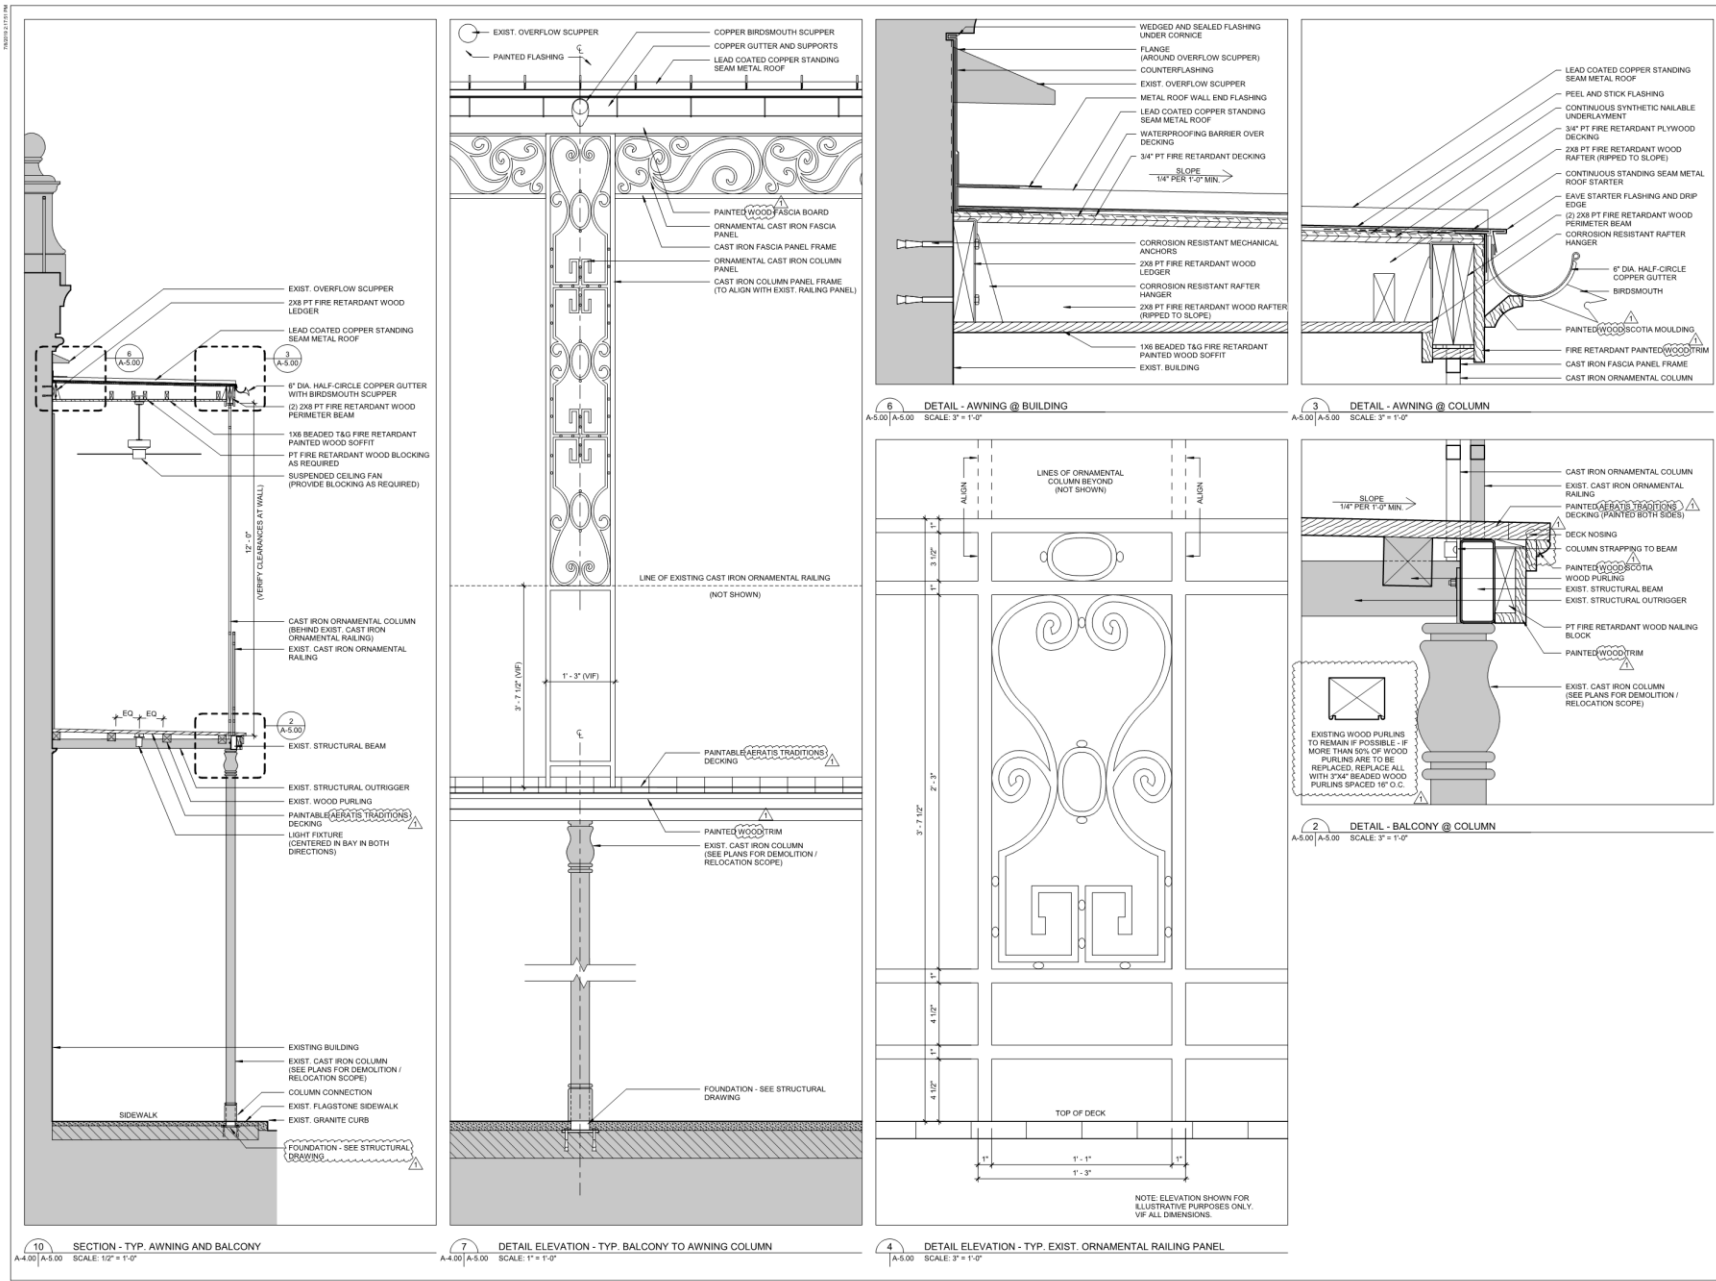 7/8/2019 2:17:51 PM
EXIST. OVERFLOW SCUPPER
2X8 PT FIRE RETARDANT WOOD
LEDGER
LEAD COATED COPPER STANDING
SEAM METAL ROOF
6
A-5.00
3
A-5.00
6" DIA. HALF-CIRCLE COPPER GUTTER
WITH BIRDSMOUTH SCUPPER
(2) 2X8 PT FIRE RETARDANT WOOD
PERIMETER BEAM
1X6 BEADED T&G FIRE RETARDANT
PAINTED WOOD SOFFIT
PT FIRE RETARDANT WOOD BLOCKING
AS REQUIRED
SUSPENDED CEILING FAN
(PROVIDE BLOCKING AS REQUIRED)
12' - 0"
(VERIFY CLEARANCES AT WALL)
CAST IRON ORNAMENTAL COLUMN
(BEHIND EXIST. CAST IRON
ORNAMENTAL RAILING)
EXIST. CAST IRON ORNAMENTAL
RAILING
EQ EQ
2
A-5.00
EXIST. STRUCTURAL BEAM
EXIST. STRUCTURAL OUTRIGGER
EXIST. WOOD PURLING
PAINTABLE AERATIS TRADITIONS
DECKING
1
LIGHT FIXTURE
(CENTERED IN BAY IN BOTH
DIRECTIONS)
EXISTING BUILDING
EXIST. CAST IRON COLUMN
(SEE PLANS FOR DEMOLITION /
RELOCATION SCOPE)
COLUMN CONNECTION
EXIST. FLAGSTONE SIDEWALK
SIDEWALK
EXIST. GRANITE CURB
FOUNDATION - SEE STRUCTURAL
DRAWING
1
10 SECTION - TYP. AWNING AND BALCONY
A-4.00 A-5.00 SCALE: 1/2" = 1'-0"
EXIST. OVERFLOW SCUPPER
PAINTED FLASHING
COPPER BIRDSMOUTH SCUPPER
COPPER GUTTER AND SUPPORTS
LEAD COATED COPPER STANDING
SEAM METAL ROOF
1
PAINTED WOOD FASCIA BOARD
ORNAMENTAL CAST IRON FASCIA
PANEL
CAST IRON FASCIA PANEL FRAME
ORNAMENTAL CAST IRON COLUMN
PANEL
CAST IRON COLUMN PANEL FRAME
(TO ALIGN WITH EXIST. RAILING PANEL)
LINE OF EXISTING CAST IRON ORNAMENTAL RAILING
(NOT SHOWN)
3' - 7 1/2" (VIF)
1' - 3" (VIF)
PAINTABLE AERATIS TRADITIONS
DECKING
1
1
PAINTED WOOD TRIM
EXIST. CAST IRON COLUMN
(SEE PLANS FOR DEMOLITION /
RELOCATION SCOPE)
FOUNDATION - SEE STRUCTURAL
DRAWING
7 DETAIL ELEVATION - TYP. BALCONY TO AWNING COLUMN
A-4.00 A-5.00 SCALE: 1" = 1'-0"
WEDGED AND SEALED FLASHING
UNDER CORNICE
FLANGE
(AROUND OVERFLOW SCUPPER)
COUNTERFLASHING
EXIST. OVERFLOW SCUPPER
METAL ROOF WALL END FLASHING
LEAD COATED COPPER STANDING
SEAM METAL ROOF
WATERPROOFING BARRIER OVER
DECKING
3/4" PT FIRE RETARDANT DECKING
SLOPE
1/4" PER 1'-0" MIN.
CORROSION RESISTANT MECHANICAL
ANCHORS
2X8 PT FIRE RETARDANT WOOD
LEDGER
CORROSION RESISTANT RAFTER
HANGER
2X8 PT FIRE RETARDANT WOOD RAFTER
(RIPPED TO SLOPE)
1X6 BEADED T&G FIRE RETARDANT
PAINTED WOOD SOFFIT
EXIST. BUILDING
6 DETAIL - AWNING @ BUILDING
A-5.00 A-5.00 SCALE: 3" = 1'-0"
LEAD COATED COPPER STANDING
SEAM METAL ROOF
PEEL AND STICK FLASHING
CONTINUOUS SYNTHETIC NAILABLE
UNDERLAYMENT
3/4" PT FIRE RETARDANT PLYWOOD
DECKING
2X8 PT FIRE RETARDANT WOOD
RAFTER (RIPPED TO SLOPE)
CONTINUOUS STANDING SEAM METAL
ROOF STARTER
EAVE STARTER FLASHING AND DRIP
EDGE
(2) 2X8 PT FIRE RETARDANT WOOD
PERIMETER BEAM
CORROSION RESISTANT RAFTER
HANGER
6" DIA. HALF-CIRCLE
COPPER GUTTER
BIRDSMOUTH
1
PAINTED WOOD SCOTIA MOULDING
1
FIRE RETARDANT PAINTED WOOD TRIM
CAST IRON FASCIA PANEL FRAME
CAST IRON ORNAMENTAL COLUMN
3 DETAIL - AWNING @ COLUMN
A-5.00 A-5.00 SCALE: 3" = 1'-0"
LINES OF ORNAMENTAL
COLUMN BEYOND
(NOT SHOWN)
ALIGN
ALIGN
1"
3 1/2"
1"
2' - 3"
3' - 7 1/2"
1"
4 1/2"
1"
4 1/2"
TOP OF DECK
1" 1' - 1" 1"
1' - 3"
NOTE: ELEVATION SHOWN FOR
ILLUSTRATIVE PURPOSES ONLY.
VIF ALL DIMENSIONS.
4 DETAIL ELEVATION - TYP. EXIST. ORNAMENTAL RAILING PANEL
A-5.00 SCALE: 3" = 1'-0"
SLOPE
1/4" PER 1'-0" MIN.
CAST IRON ORNAMENTAL COLUMN
EXIST. CAST IRON ORNAMENTAL
RAILING
PAINTED AERATIS TRADITIONS
DECKING (PAINTED BOTH SIDES)
1
1
DECK NOSING
COLUMN STRAPPING TO BEAM
1
PAINTED WOOD SCOTIA
WOOD PURLING
EXIST. STRUCTURAL BEAM
EXIST. STRUCTURAL OUTRIGGER
PT FIRE RETARDANT WOOD NAILING
BLOCK
PAINTED WOOD TRIM
1
EXIST. CAST IRON COLUMN
(SEE PLANS FOR DEMOLITION /
RELOCATION SCOPE)
EXISTING WOOD PURLINS
TO REMAIN IF POSSIBLE - IF
MORE THAN 50% OF WOOD
PURLINS ARE TO BE
REPLACED, REPLACE ALL
WITH 3"X4" BEADED WOOD
PURLINS SPACED 16" O.C.
1
2 DETAIL - BALCONY @ COLUMN
A-5.00 A-5.00 SCALE: 3" = 1'-0"